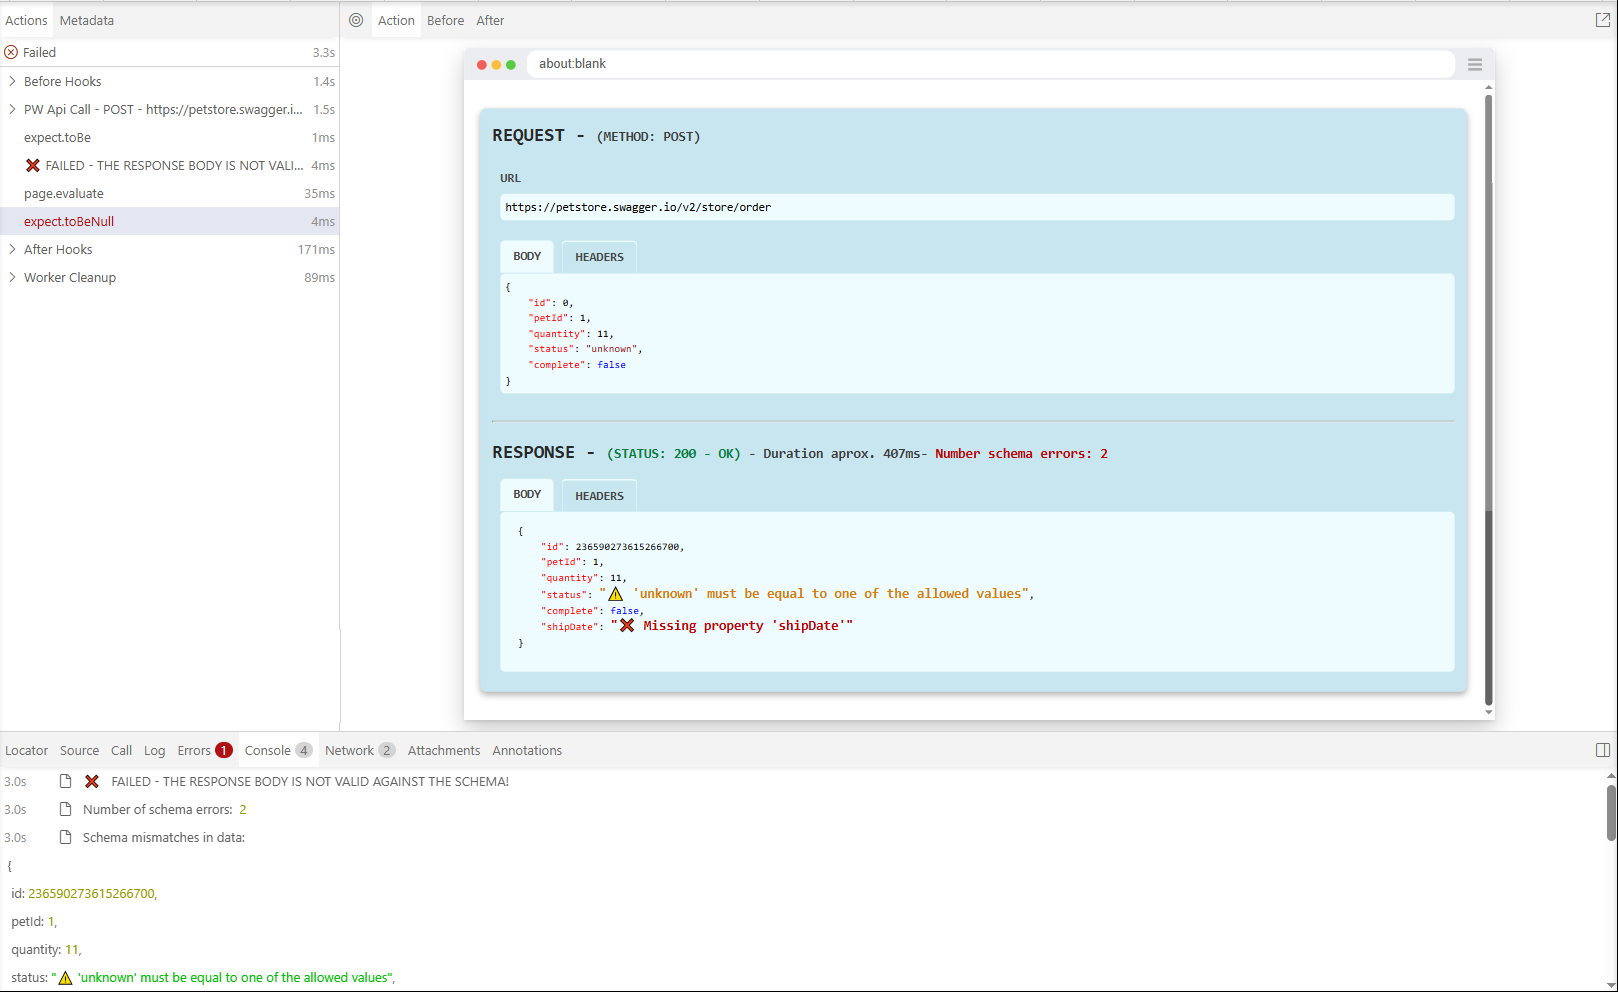 Actions Metadata
Failed 3.3s
Before Hooks 1.4s
PW Api Call - POST - https://petstore.swagger.i... 1.5s
expect.toBe 1ms
❌ FAILED - THE RESPONSE BODY IS NOT VALI... 4ms
page.evaluate 35ms
expect.toBeNull 4ms
After Hooks 171ms
Worker Cleanup 89ms
Action Before After
about:blank
REQUEST - (METHOD: POST)
URL
https://petstore.swagger.io/v2/store/order
BODY HEADERS
{
"id": 0,
"petId": 1,
"quantity": 11,
"status": "unknown",
"complete": false
}
RESPONSE - (STATUS: 200 - OK) - Duration aprox. 407ms- Number schema errors: 2
BODY HEADERS
{
"id": 236590273615266700,
"petId": 1,
"quantity": 11,
"status": "⚠️ 'unknown' must be equal to one of the allowed values",
"complete": false,
"shipDate": "❌ Missing property 'shipDate'"
}
Locator Source Call Log Errors 1 Console 4 Network 2 Attachments Annotations
3.0s ❌ FAILED - THE RESPONSE BODY IS NOT VALID AGAINST THE SCHEMA!
3.0s Number of schema errors: 2
3.0s Schema mismatches in data:
{
id: 236590273615266700,
petId: 1,
quantity: 11,
status: "⚠️ 'unknown' must be equal to one of the allowed values",